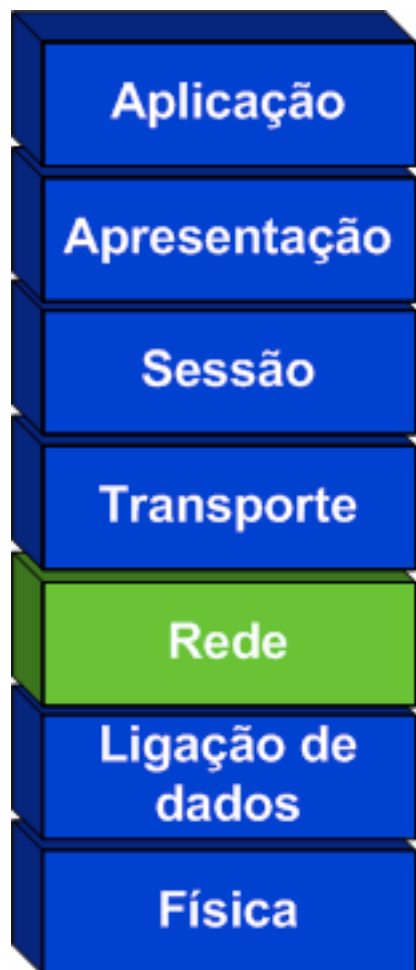 Aplicação
Apresentação
Sessão
Transporte
Rede
Ligação de
dados
Física